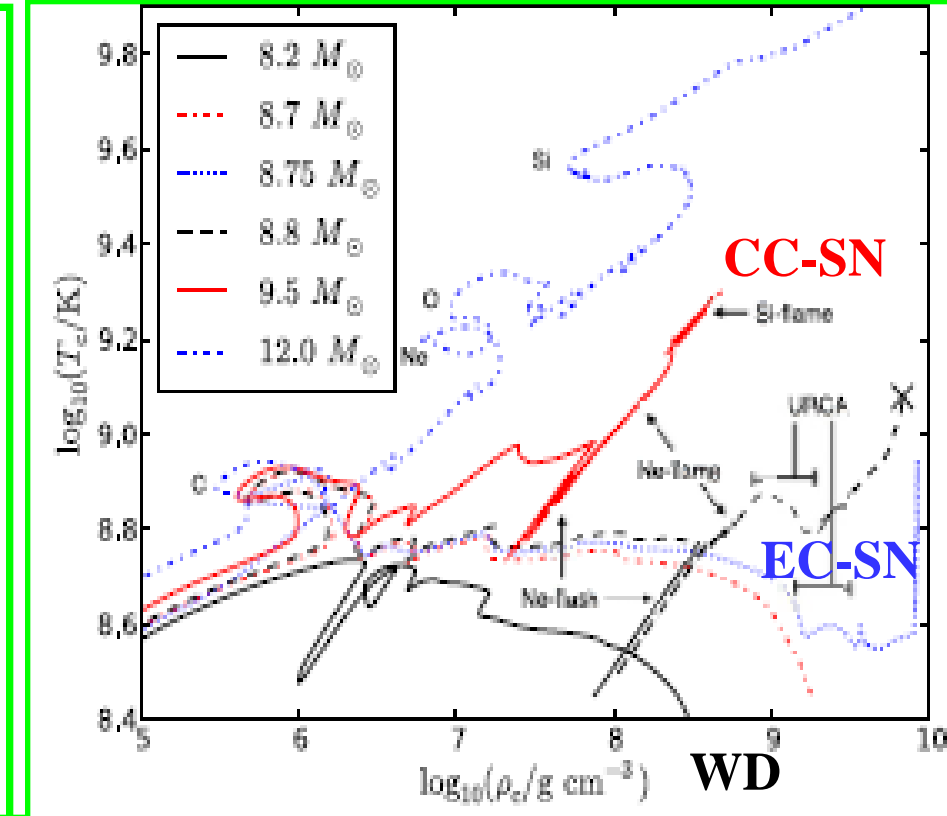 8.2 M⊙
8.7 M⊙
8.75 M⊙
8.8 M⊙
9.5 M⊙
12.0 M⊙
log₁₀(T_c/K)
9.8
9.6
9.4
9.2
9.0
8.8
8.6
8.4
Si
O
Ne
C
CC-SN
Si-flame
URCA
Ne-flame
EC-SN
Ne-flash
5
6
7
8
9
10
log₁₀(ρ_c/g cm⁻³)
WD